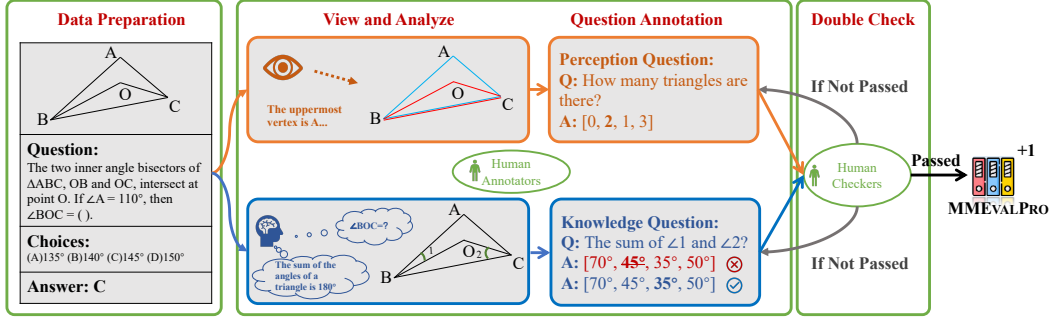 Data Preparation
A
O
C
B
Question:
The two inner angle bisectors of
ΔABC, OB and OC, intersect at
point O. If ∠A = 110°, then
∠BOC = ( ).
Choices:
(A)135° (B)140° (C)145° (D)150°
Answer: C
View and Analyze
The uppermost
vertex is A...
A
O
C
B
Human
Annotators
∠BOC=?
The sum of the
angles of a
triangle is 180°
A
1
O
2
C
B
Question Annotation
Perception Question:
Q: How many triangles are
there?
A: [0, 2, 1, 3]
Knowledge Question:
Q: The sum of ∠1 and ∠2?
A: [70°, 45°, 35°, 50°]
A: [70°, 45°, 35°, 50°]
Double Check
If Not Passed
Human
Checkers
If Not Passed
Passed
+1
MMEVALPRO